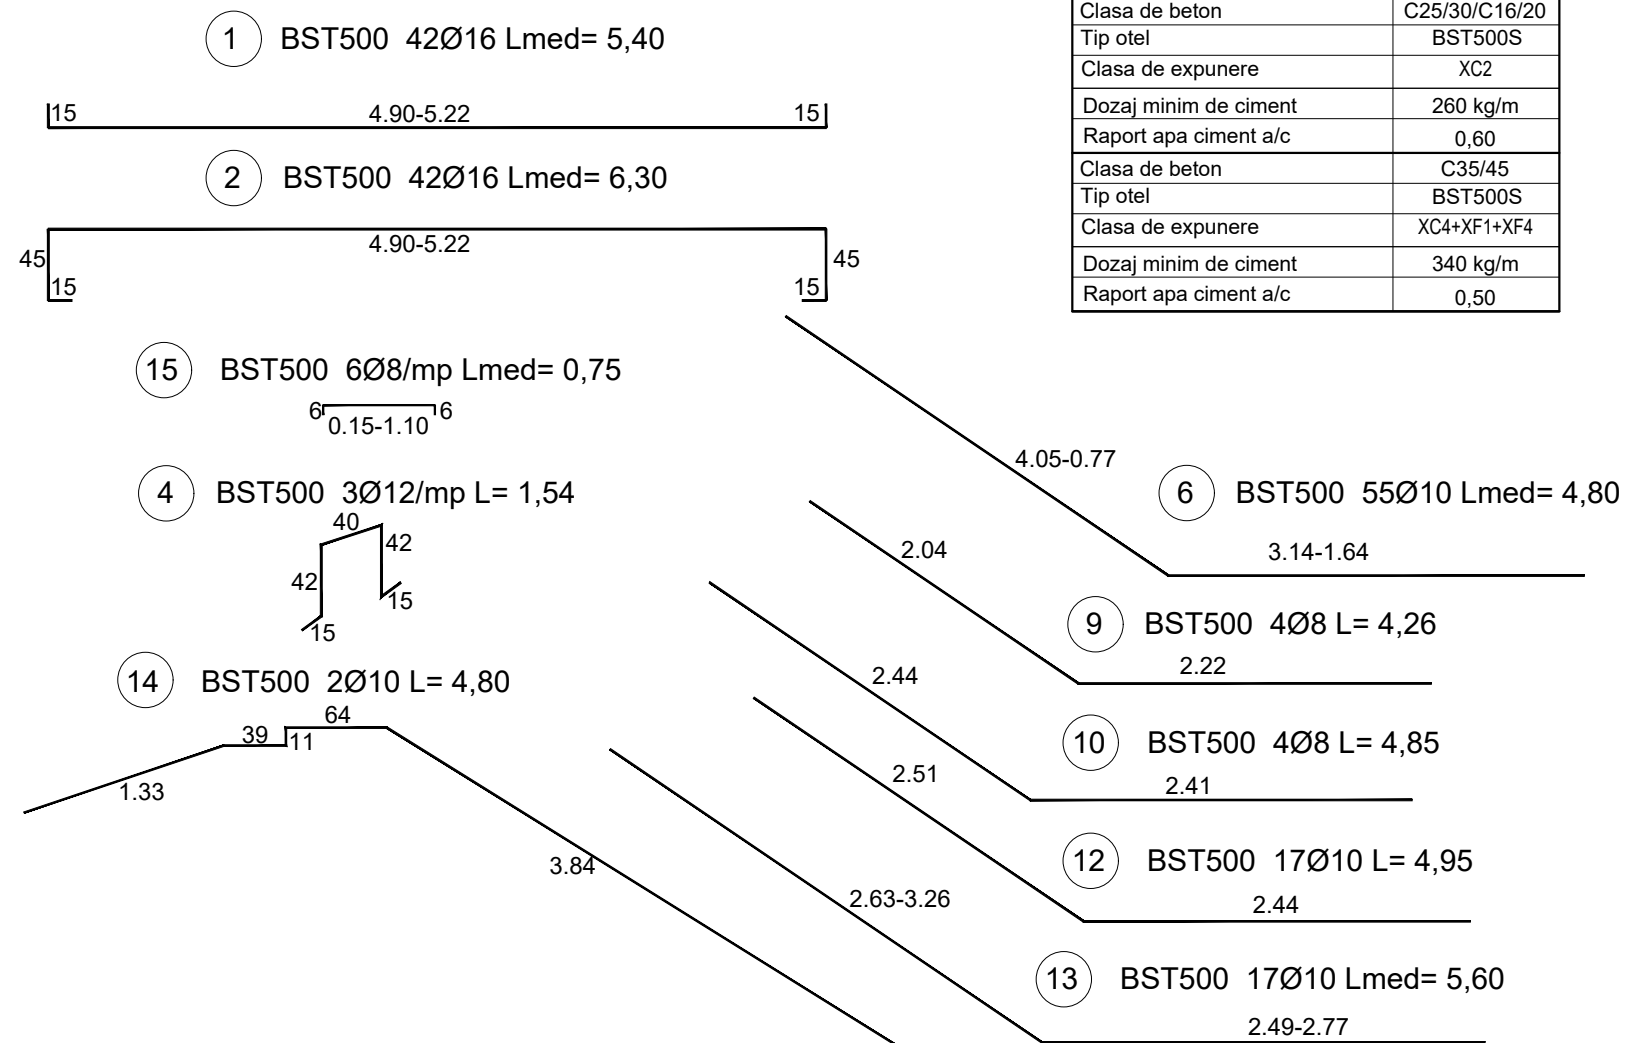 1 BST500 42Ø16 Lmed= 5,40
15 4.90-5.22 15
2 BST500 42Ø16 Lmed= 6,30
45 4.90-5.22 45
15 15
15 BST500 6Ø8/mp Lmed= 0,75
6 0.15-1.10 6
4 BST500 3Ø12/mp L= 1,54
40
42
42
15
15
14 BST500 2Ø10 L= 4,80
64
39 11
1.33
3.84
Clasa de beton C25/30/C16/20
Tip otel BST500S
Clasa de expunere XC2
Dozaj minim de ciment 260 kg/m
Raport apa ciment a/c 0,60
Clasa de beton C35/45
Tip otel BST500S
Clasa de expunere XC4+XF1+XF4
Dozaj minim de ciment 340 kg/m
Raport apa ciment a/c 0,50
4.05-0.77
6 BST500 55Ø10 Lmed= 4,80
3.14-1.64
2.04
9 BST500 4Ø8 L= 4,26
2.22
2.44
10 BST500 4Ø8 L= 4,85
2.41
2.51
12 BST500 17Ø10 L= 4,95
2.44
2.63-3.26
13 BST500 17Ø10 Lmed= 5,60
2.49-2.77